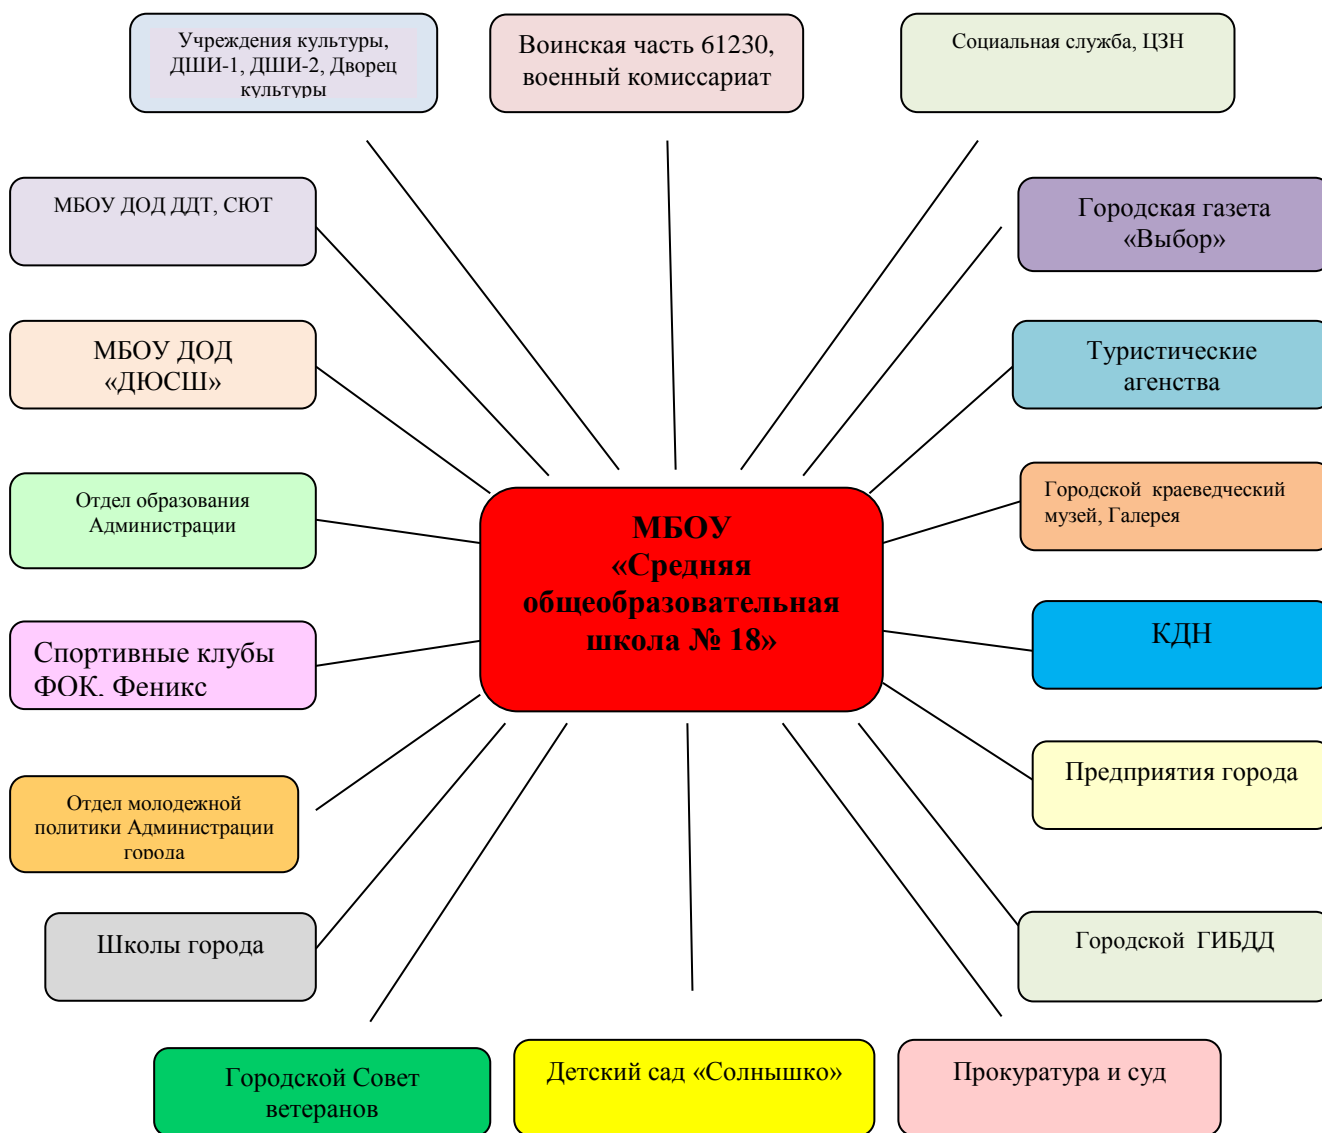 Учреждения культуры,
ДШИ-1, ДШИ-2, Дворец
культуры
Воинская часть 61230,
военный комиссариат
Социальная служба, ЦЗН
МБОУ ДОД ДДТ, СЮТ
Городская газета
«Выбор»
МБОУ ДОД
«ДЮСШ»
Туристические
агенства
Отдел образования
Администрации
МБОУ
«Средняя
общеобразовательная
школа № 18»
Городской краеведческий
музей, Галерея
Спортивные клубы
ФОК, Феникс
КДН
Отдел молодежной
политики Администрации
города
Предприятия города
Школы города
Городской ГИБДД
Городской Совет
ветеранов
Детский сад «Солнышко»
Прокуратура и суд